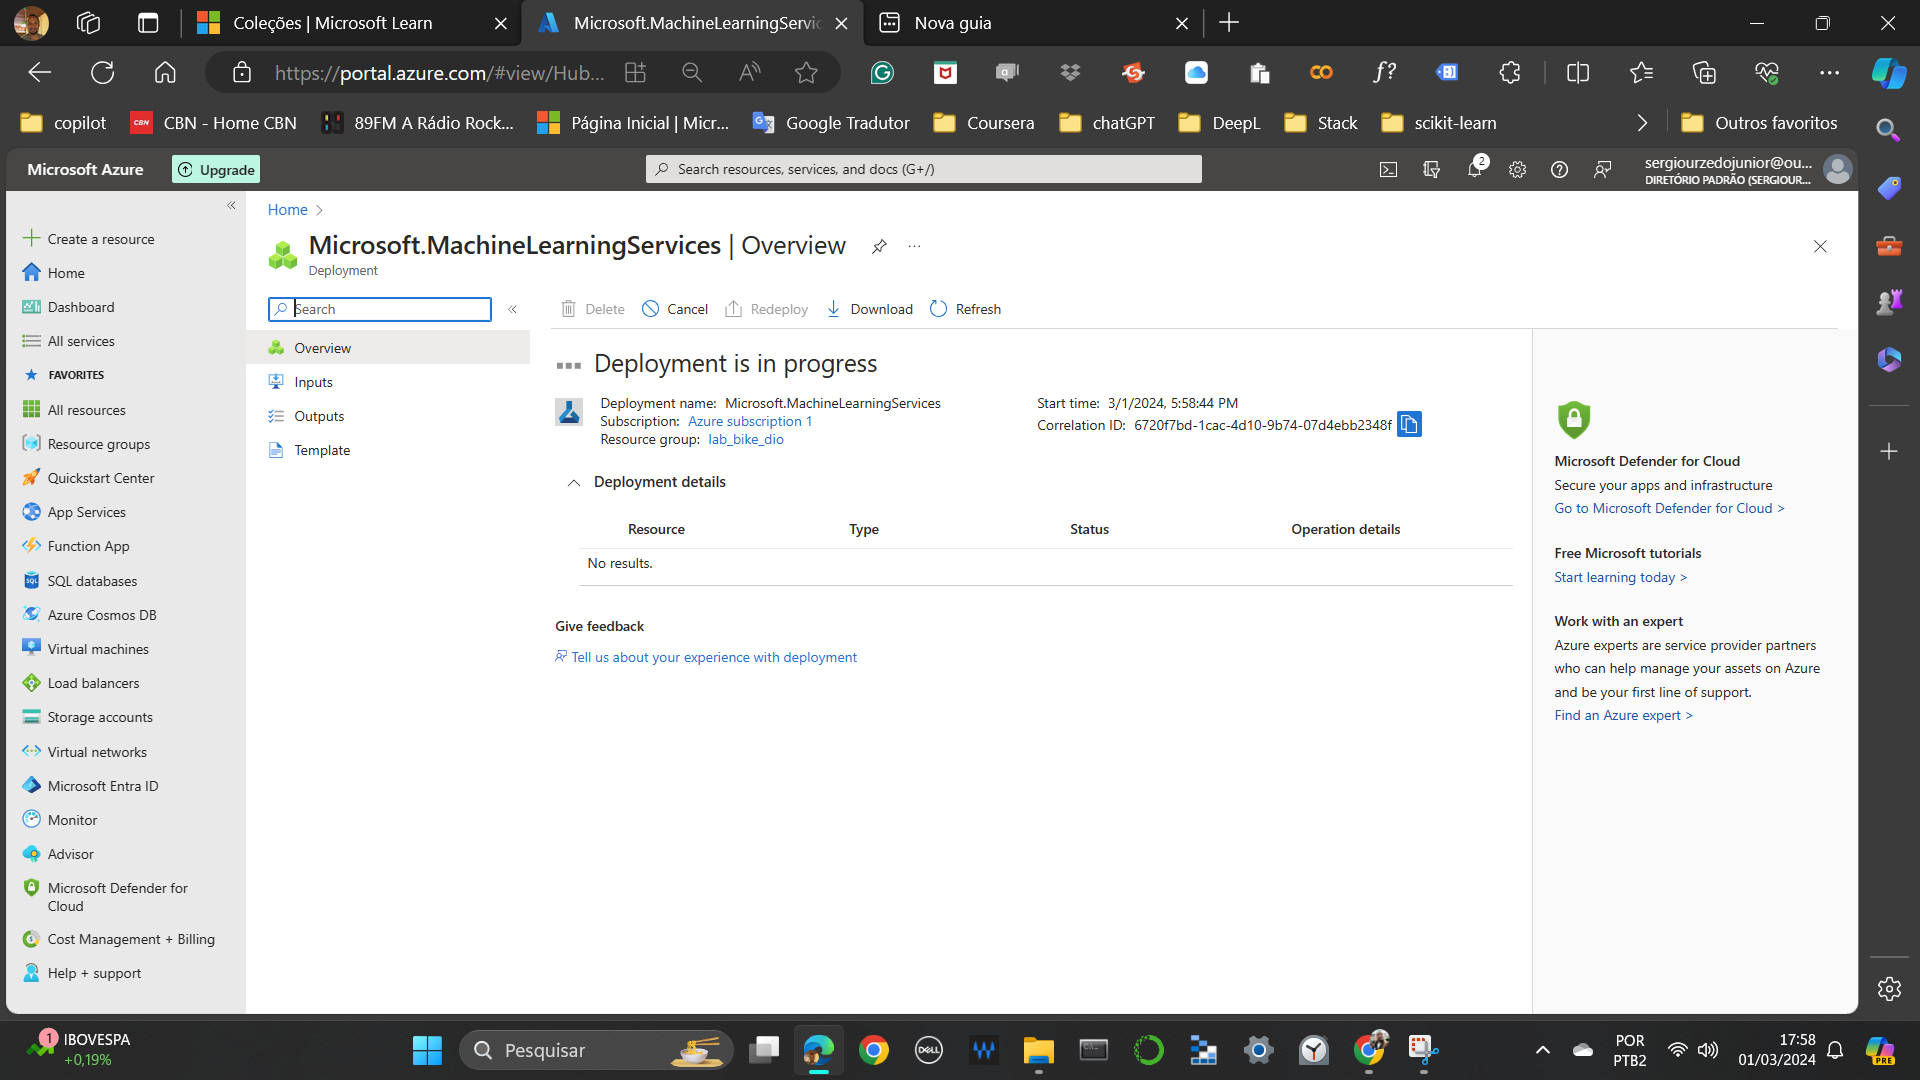 Coleções | Microsoft Learn
Microsoft.MachineLearningServic
Nova guia
https://portal.azure.com/#view/Hub...
copilot
CBN - Home CBN
89FM A Rádio Rock...
Página Inicial | Micr...
Google Tradutor
Coursera
chatGPT
DeepL
Stack
scikit-learn
Outros favoritos
Microsoft Azure
Upgrade
Search resources, services, and docs (G+/)
2
sergiourzedojunior@ou...
DIRETÓRIO PADRÃO (SERGIOUR...
Create a resource
Home
Dashboard
All services
FAVORITES
All resources
Resource groups
Quickstart Center
App Services
Function App
SQL databases
Azure Cosmos DB
Virtual machines
Load balancers
Storage accounts
Virtual networks
Microsoft Entra ID
Monitor
Advisor
Microsoft Defender for
Cloud
Cost Management + Billing
Help + support
Home
Microsoft.MachineLearningServices | Overview
Deployment
Search
Overview
Inputs
Outputs
Template
Delete
Cancel
Redeploy
Download
Refresh
Deployment is in progress
Deployment name: Microsoft.MachineLearningServices
Subscription: Azure subscription 1
Resource group: lab_bike_dio
Start time: 3/1/2024, 5:58:44 PM
Correlation ID: 6720f7bd-1cac-4d10-9b74-07d4ebb2348f
Deployment details
Resource Type Status Operation details
No results.
Give feedback
Tell us about your experience with deployment
Microsoft Defender for Cloud
Secure your apps and infrastructure
Go to Microsoft Defender for Cloud >
Free Microsoft tutorials
Start learning today >
Work with an expert
Azure experts are service provider partners
who can help manage your assets on Azure
and be your first line of support.
Find an Azure expert >
1
IBOVESPA
+0,19%
Pesquisar
DELL
POR
PTB2
17:58
01/03/2024
PRE